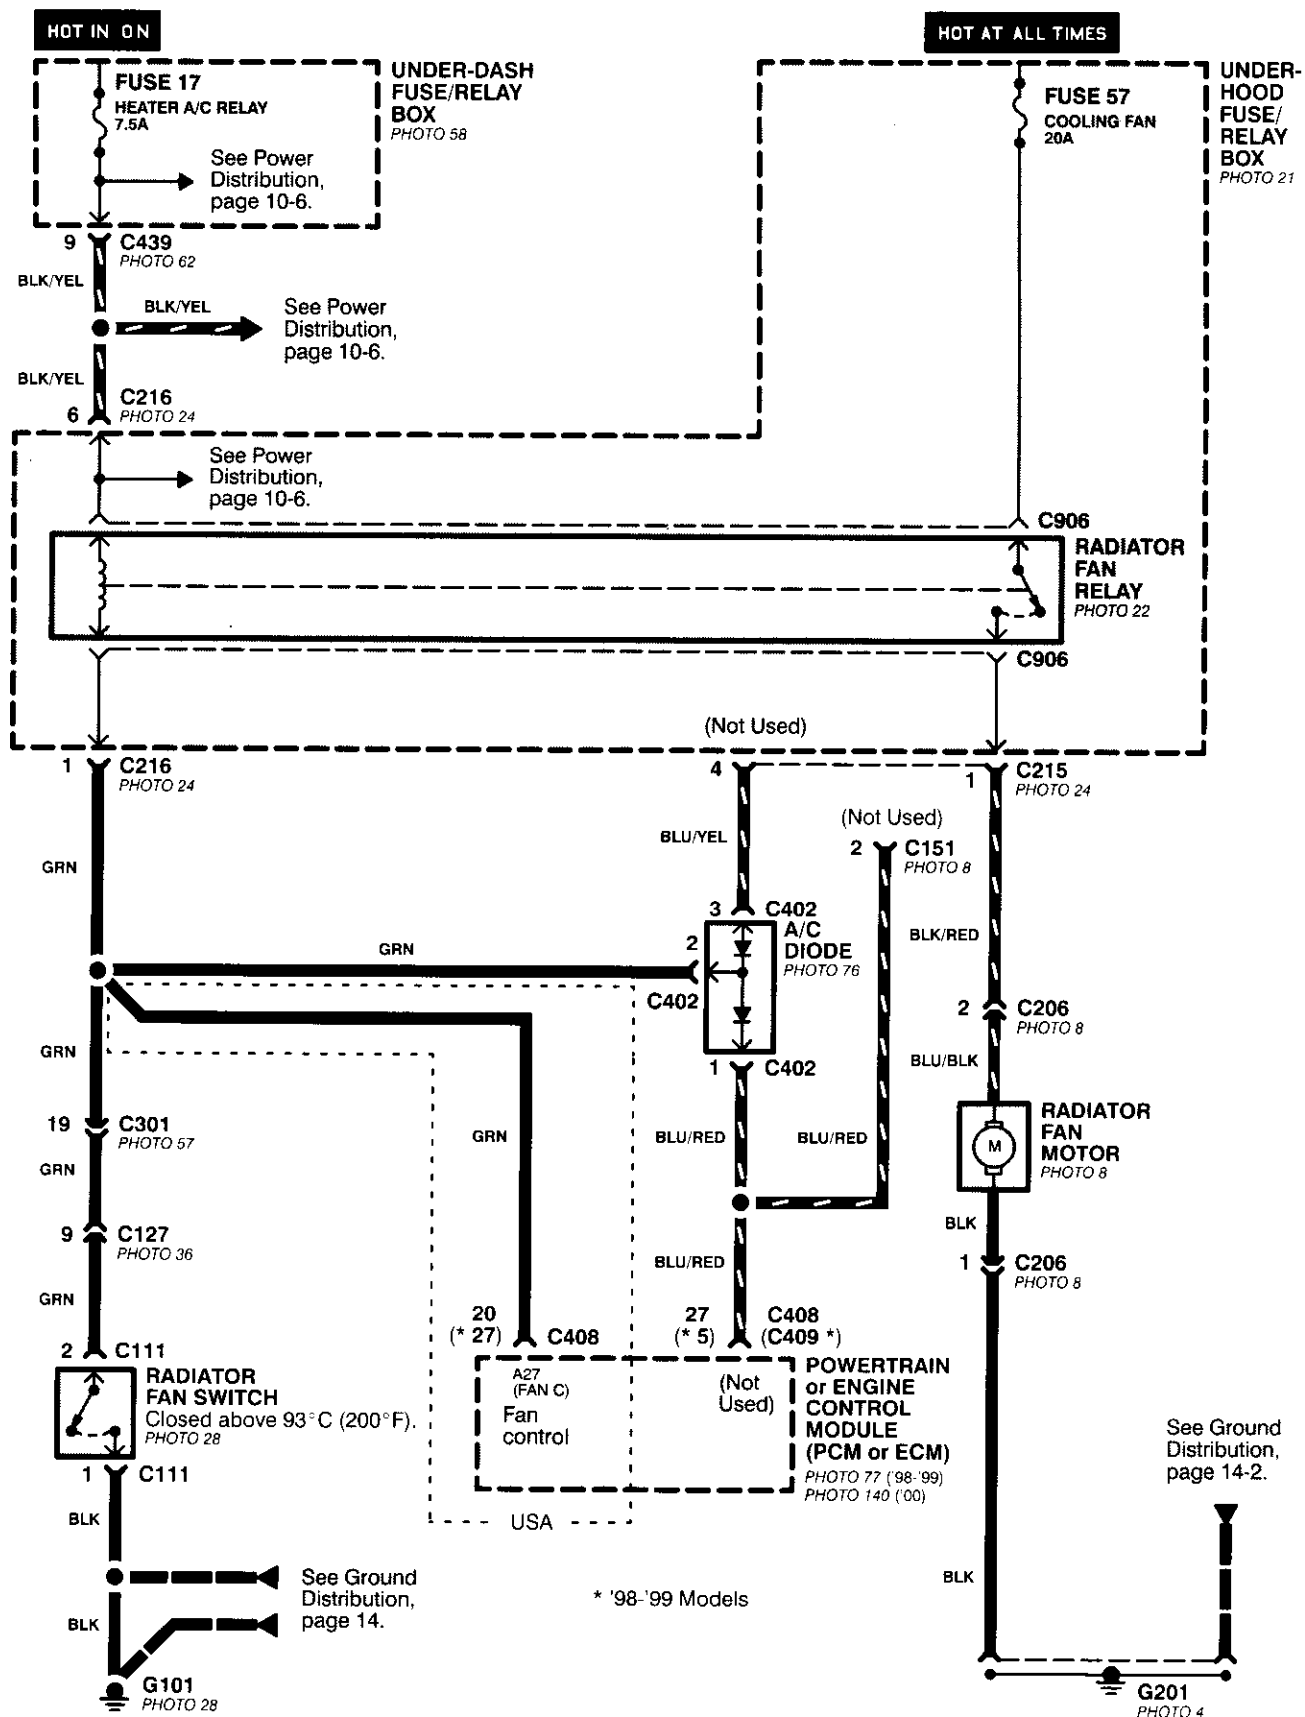 HOT IN ON
HOT AT ALL TIMES
FUSE 17
HEATER A/C RELAY
7.5A
UNDER-DASH
FUSE/RELAY
BOX
PHOTO 58
See Power
Distribution,
page 10-6.
FUSE 57
COOLING FAN
20A
UNDER-
HOOD
FUSE/
RELAY
BOX
PHOTO 21
9 C439
PHOTO 62
BLK/YEL
BLK/YEL
See Power
Distribution,
page 10-6.
BLK/YEL
6 C216
PHOTO 24
See Power
Distribution,
page 10-6.
C906
RADIATOR
FAN
RELAY
PHOTO 22
C906
(Not Used)
1 C216
PHOTO 24
4
1 C215
PHOTO 24
GRN
BLU/YEL
(Not Used)
2 C151
PHOTO 8
3 C402
A/C
DIODE
PHOTO 76
BLK/RED
GRN
2
C402
2 C206
PHOTO 8
GRN
BLU/BLK
1 C402
19 C301
PHOTO 57
GRN
GRN
BLU/RED
BLU/RED
RADIATOR
FAN
MOTOR
PHOTO 8
M
BLK
9 C127
PHOTO 36
BLU/RED
1 C206
PHOTO 8
GRN
20
(* 27)
C408
27
(* 5)
C408
(C409 *)
2 C111
RADIATOR
FAN SWITCH
Closed above 93°C (200°F).
PHOTO 28
A27
(FAN C)
Fan
control
(Not
Used)
POWERTRAIN
or ENGINE
CONTROL
MODULE
(PCM or ECM)
PHOTO 77 ('98-'99)
PHOTO 140 ('00)
1 C111
BLK
USA
See Ground
Distribution,
page 14-2.
See Ground
Distribution,
page 14.
BLK
* '98-'99 Models
BLK
G101
PHOTO 28
G201
PHOTO 4